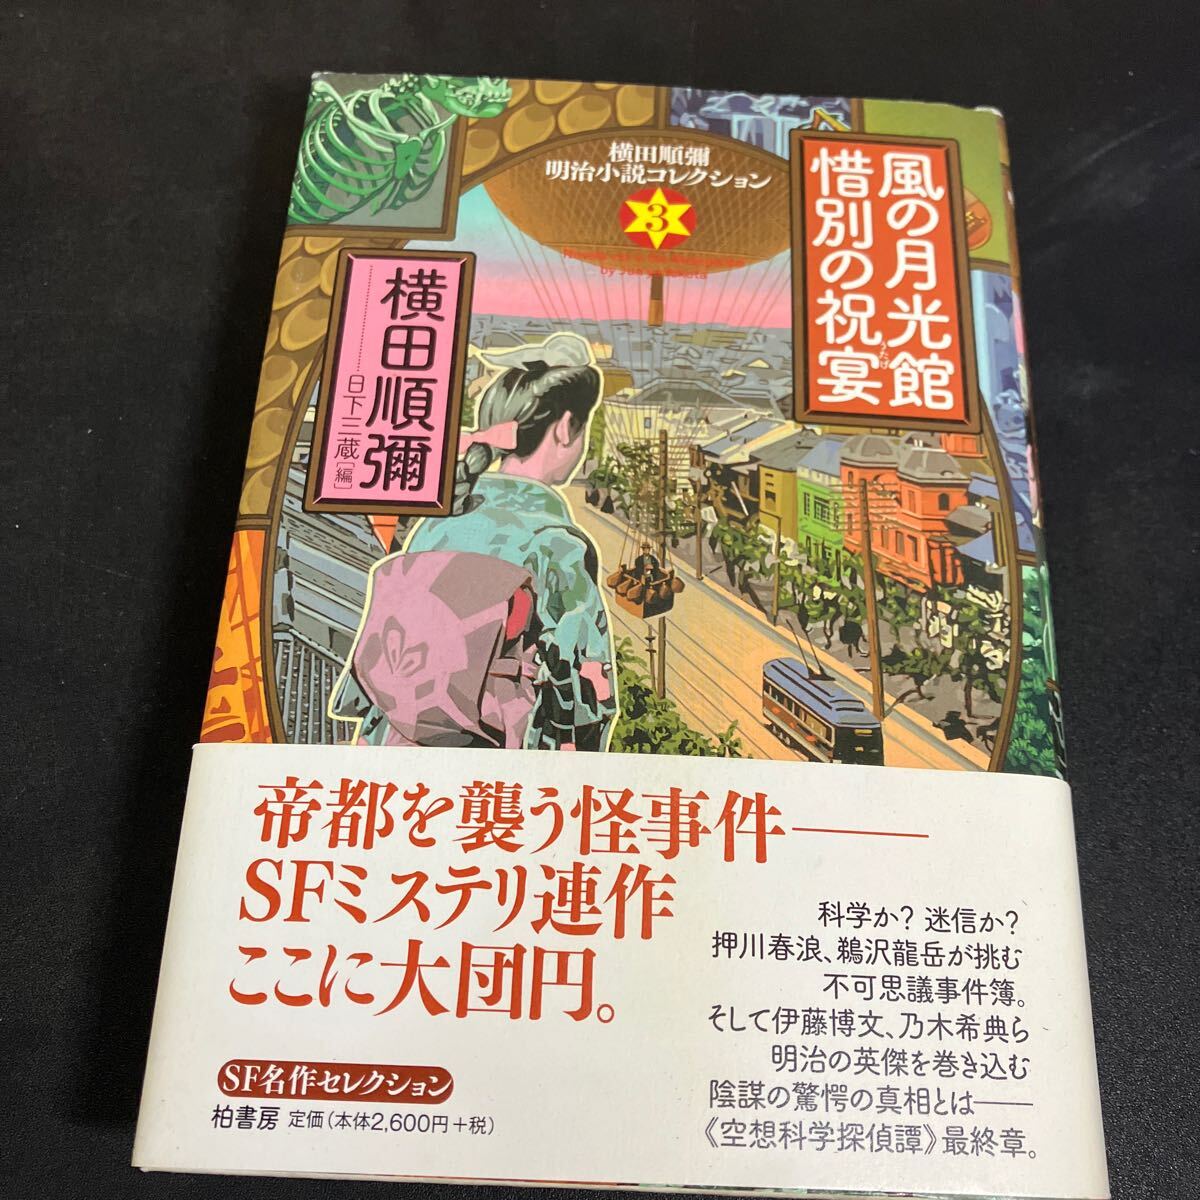 横田順彌
明治小説コレクション
3
風の月光館
惜別の祝宴
うたげ
横田順彌
日下三蔵[編]
帝都を襲う怪事件――
SFミステリ連作
ここに大団円。
科学か? 迷信か?
押川春浪、鵜沢龍岳が挑む
不可思議事件簿。
そして伊藤博文、乃木希典ら
明治の英傑を巻き込む
陰謀の驚愕の真相とは――
《空想科学探偵譚》最終章。
SF名作セレクション
柏書房 定価(本体2,600円+税)